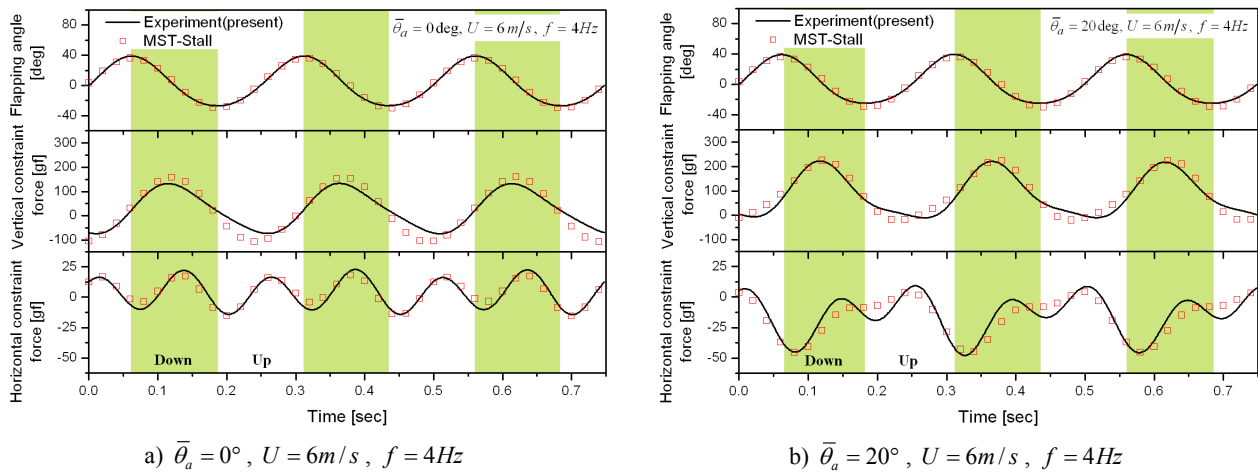 Experiment(present)
MST-Stall
θ̅a = 0 deg, U = 6 m/s, f = 4Hz
Flapping angle
[deg]
80
40
0
-40
Vertical constraint
force [gf]
300
200
100
0
-100
Horizontal constraint
force [gf]
25
0
-25
-50
Down
Up
0.0 0.1 0.2 0.3 0.4 0.5 0.6 0.7
Time [sec]
a) θ̅a = 0° , U = 6m/s , f = 4Hz
Experiment(present)
MST-Stall
θ̅a = 20 deg, U = 6 m/s, f = 4Hz
Flapping angle
[deg]
80
40
0
-40
Vertical constraint
force [gf]
300
200
100
0
-100
Horizontal constraint
force [gf]
25
0
-25
-50
Down
Up
0.0 0.1 0.2 0.3 0.4 0.5 0.6 0.7
Time [sec]
b) θ̅a = 20° , U = 6m/s , f = 4Hz